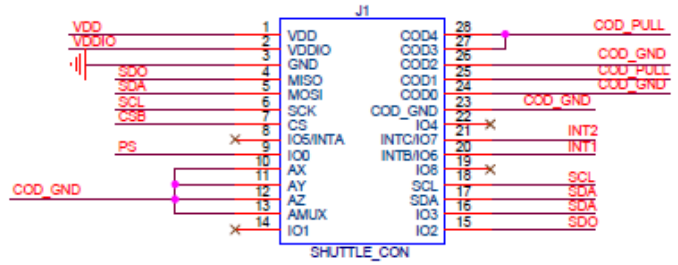 J1
VDD 1 VDD COD4 28 COD_PULL
VDDIO 2 VDDIO COD3 27
3 GND COD2 26 COD_GND
SDO 4 MISO COD1 25 COD_PULL
SDA 5 MOSI COD0 24 COD_GND
SCL 6 SCK COD_GND 23 COD_GND
CSB 7 CS IO4 22
8 IO5/INTA INTC/IO7 21 INT2
PS 9 IO0 INTB/IO6 20 INT1
10 AX IO8 19
11 AY SCL 18 SCL
COD_GND 12 AZ SDA 17 SDA
13 AMUX IO3 16 SDA
14 IO1 IO2 15 SDO
SHUTTLE_CON